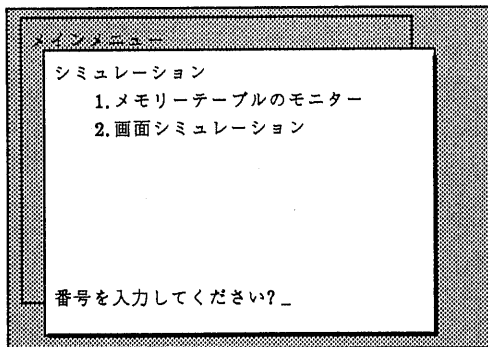 メインメニュー
シミュレーション
1.メモリーテーブルのモニター
2.画面シミュレーション
番号を入力してください?_